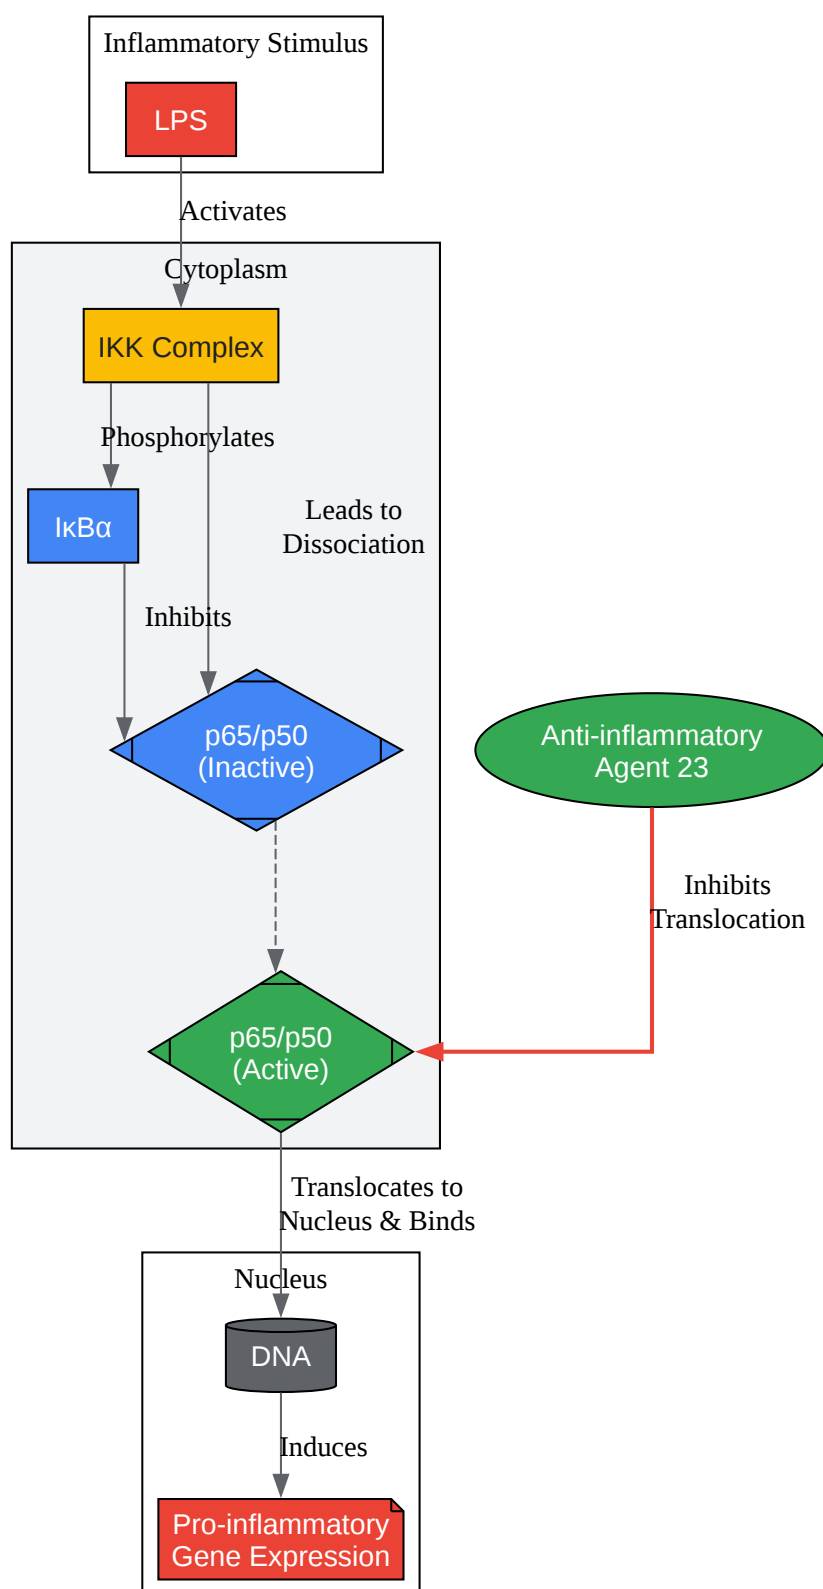 Inflammatory Stimulus
LPS
Activates
Cytoplasm
IKK Complex
Phosphorylates
IκBα
Leads to
Dissociation
Inhibits
p65/p50
(Inactive)
Anti-inflammatory
Agent 23
Inhibits
Translocation
p65/p50
(Active)
Translocates to
Nucleus & Binds
Nucleus
DNA
Induces
Pro-inflammatory
Gene Expression